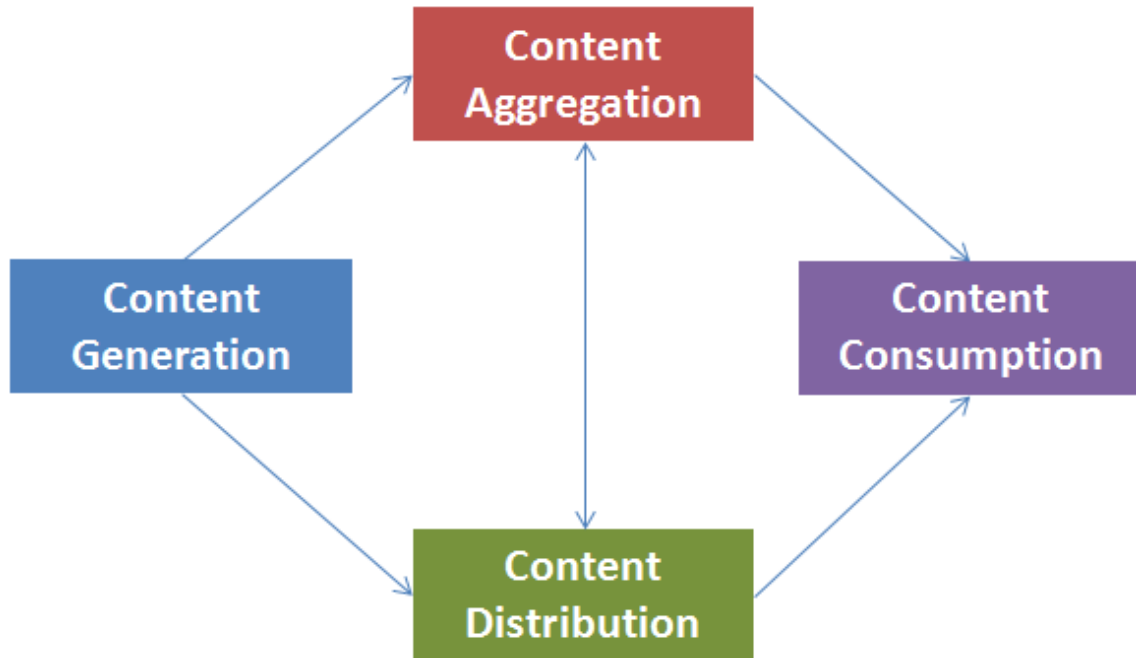 Content
Aggregation
Content
Generation
Content
Consumption
Content
Distribution